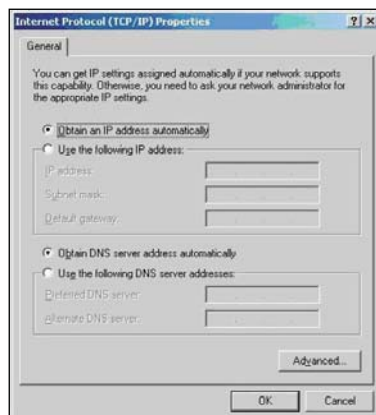 Internet Protocol (TCP/IP) Properties
General
You can get IP settings assigned automatically if your network supports
this capability. Otherwise, you need to ask your network administrator for
the appropriate IP settings.
Obtain an IP address automatically
Use the following IP address:
IP address:
Subnet mask:
Default gateway:
Obtain DNS server address automatically
Use the following DNS server addresses:
Preferred DNS server:
Alternate DNS server:
Advanced...
OK
Cancel